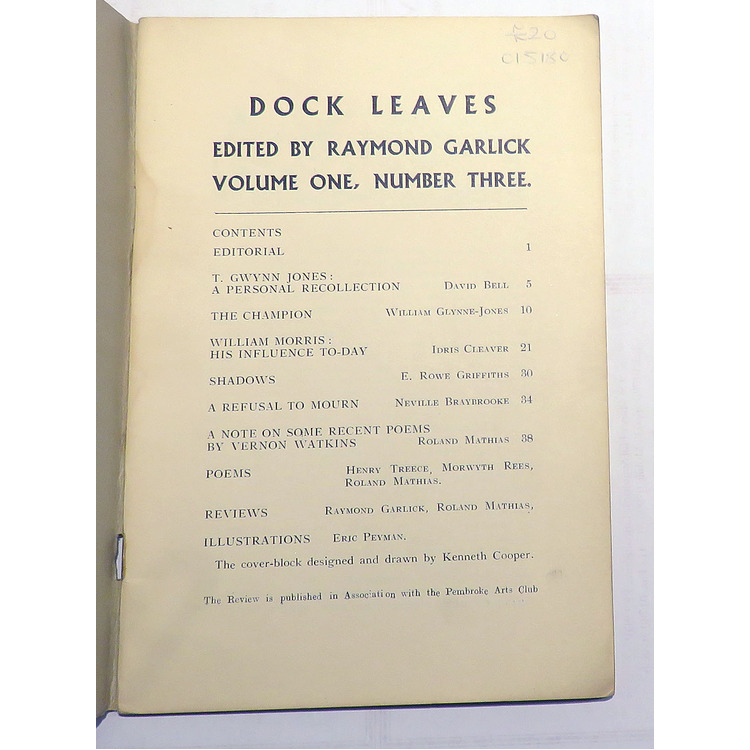 £20
015180
DOCK LEAVES
EDITED BY RAYMOND GARLICK
VOLUME ONE, NUMBER THREE.
CONTENTS
EDITORIAL 1
T. GWYNN JONES :
A PERSONAL RECOLLECTION DAVID BELL 5
THE CHAMPION WILLIAM GLYNNE-JONES 10
WILLIAM MORRIS :
HIS INFLUENCE TO-DAY IDRIS CLEAVER 21
SHADOWS E. ROWE GRIFFITHS 30
A REFUSAL TO MOURN NEVILLE BRAYBROOKE 34
A NOTE ON SOME RECENT POEMS
BY VERNON WATKINS ROLAND MATHIAS 38
POEMS HENRY TREECE, MORWYTH REES,
ROLAND MATHIAS.
REVIEWS RAYMOND GARLICK, ROLAND MATHIAS,
ILLUSTRATIONS ERIC PEYMAN.
The cover-block designed and drawn by Kenneth Cooper.
The Review is published in Association with the Pembroke Arts Club